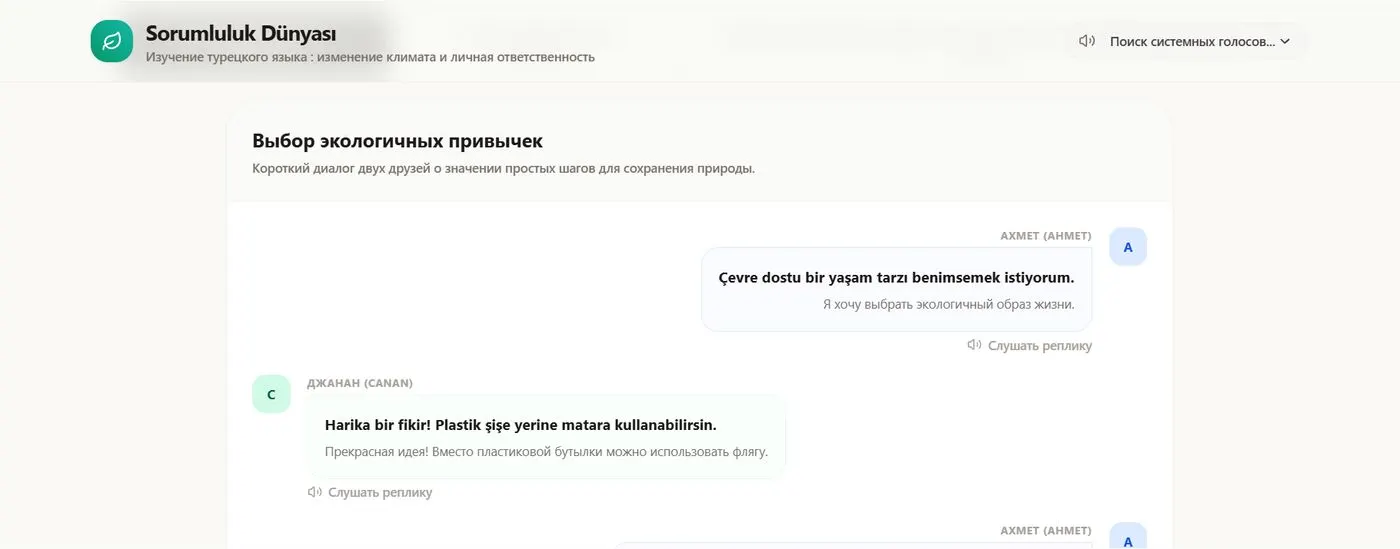 Sorumluluk Dünyası
Изучение турецкого языка : изменение климата и личная ответственность
Поиск системных голосов...
Выбор экологичных привычек
Короткий диалог двух друзей о значении простых шагов для сохранения природы.
АХМЕТ (AHMET)
A
Çevre dostu bir yaşam tarzı benimsemek istiyorum.
Я хочу выбрать экологичный образ жизни.
Слушать реплику
ДЖАНАН (CANAN)
C
Harika bir fikir! Plastik şişe yerine matara kullanabilirsin.
Прекрасная идея! Вместо пластиковой бутылки можно использовать флягу.
Слушать реплику
АХМЕТ (AHMET)
A